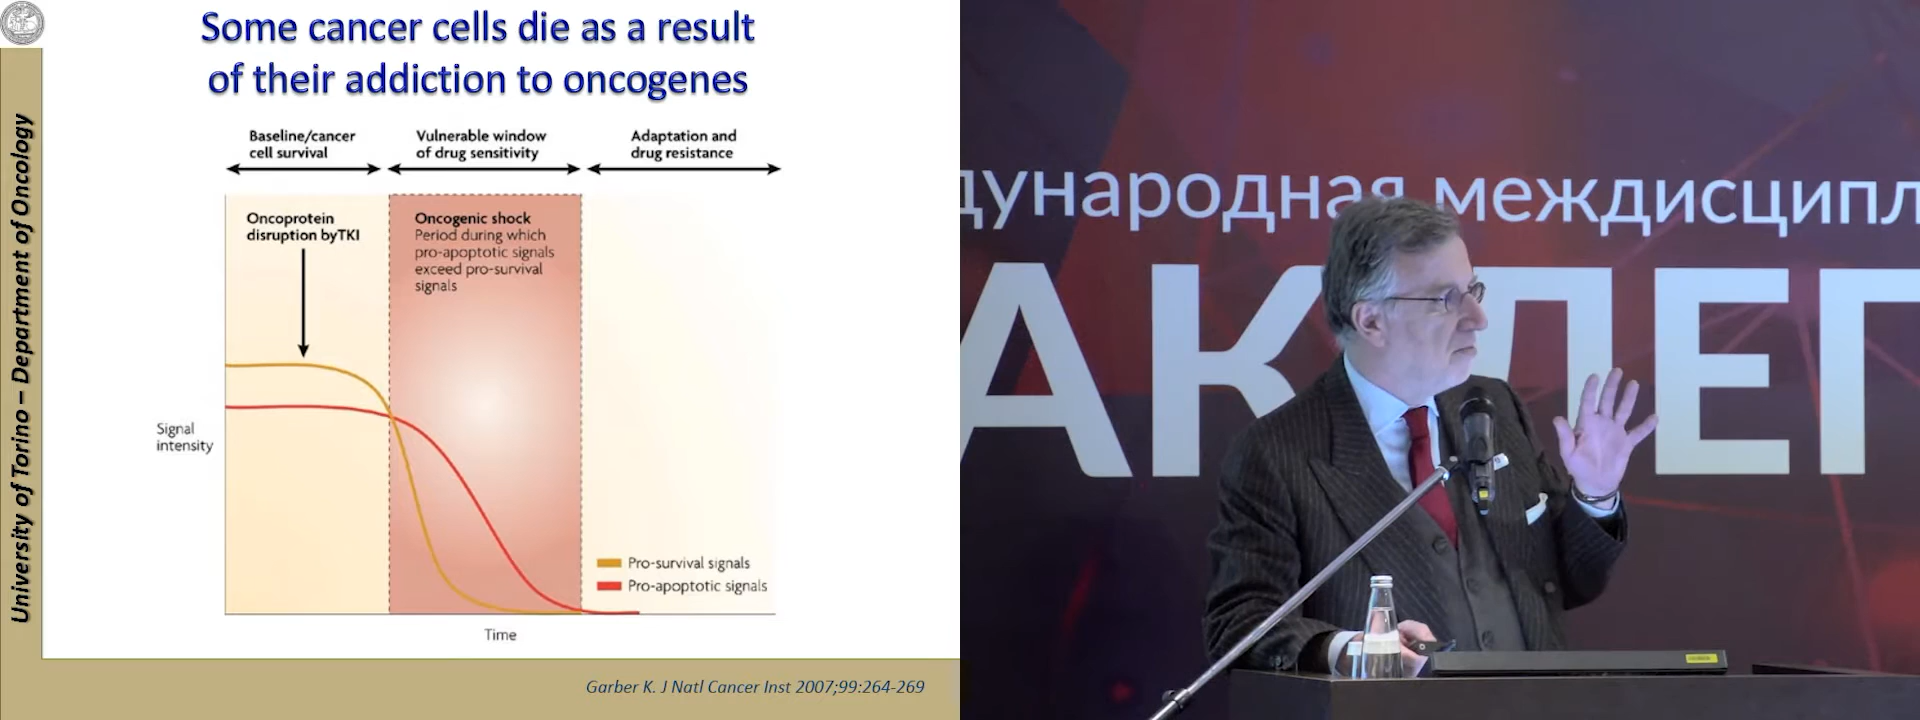 Some cancer cells die as a result
of their addiction to oncogenes
University of Torino – Department of Oncology
Baseline/cancer
cell survival
Vulnerable window
of drug sensitivity
Adaptation and
drug resistance
Oncoprotein
disruption byTKI
Oncogenic shock
Period during which
pro-apoptotic signals
exceed pro-survival
signals
Signal
intensity
Pro-survival signals
Pro-apoptotic signals
Time
Garber K. J Natl Cancer Inst 2007;99:264-269
дународная междисципл